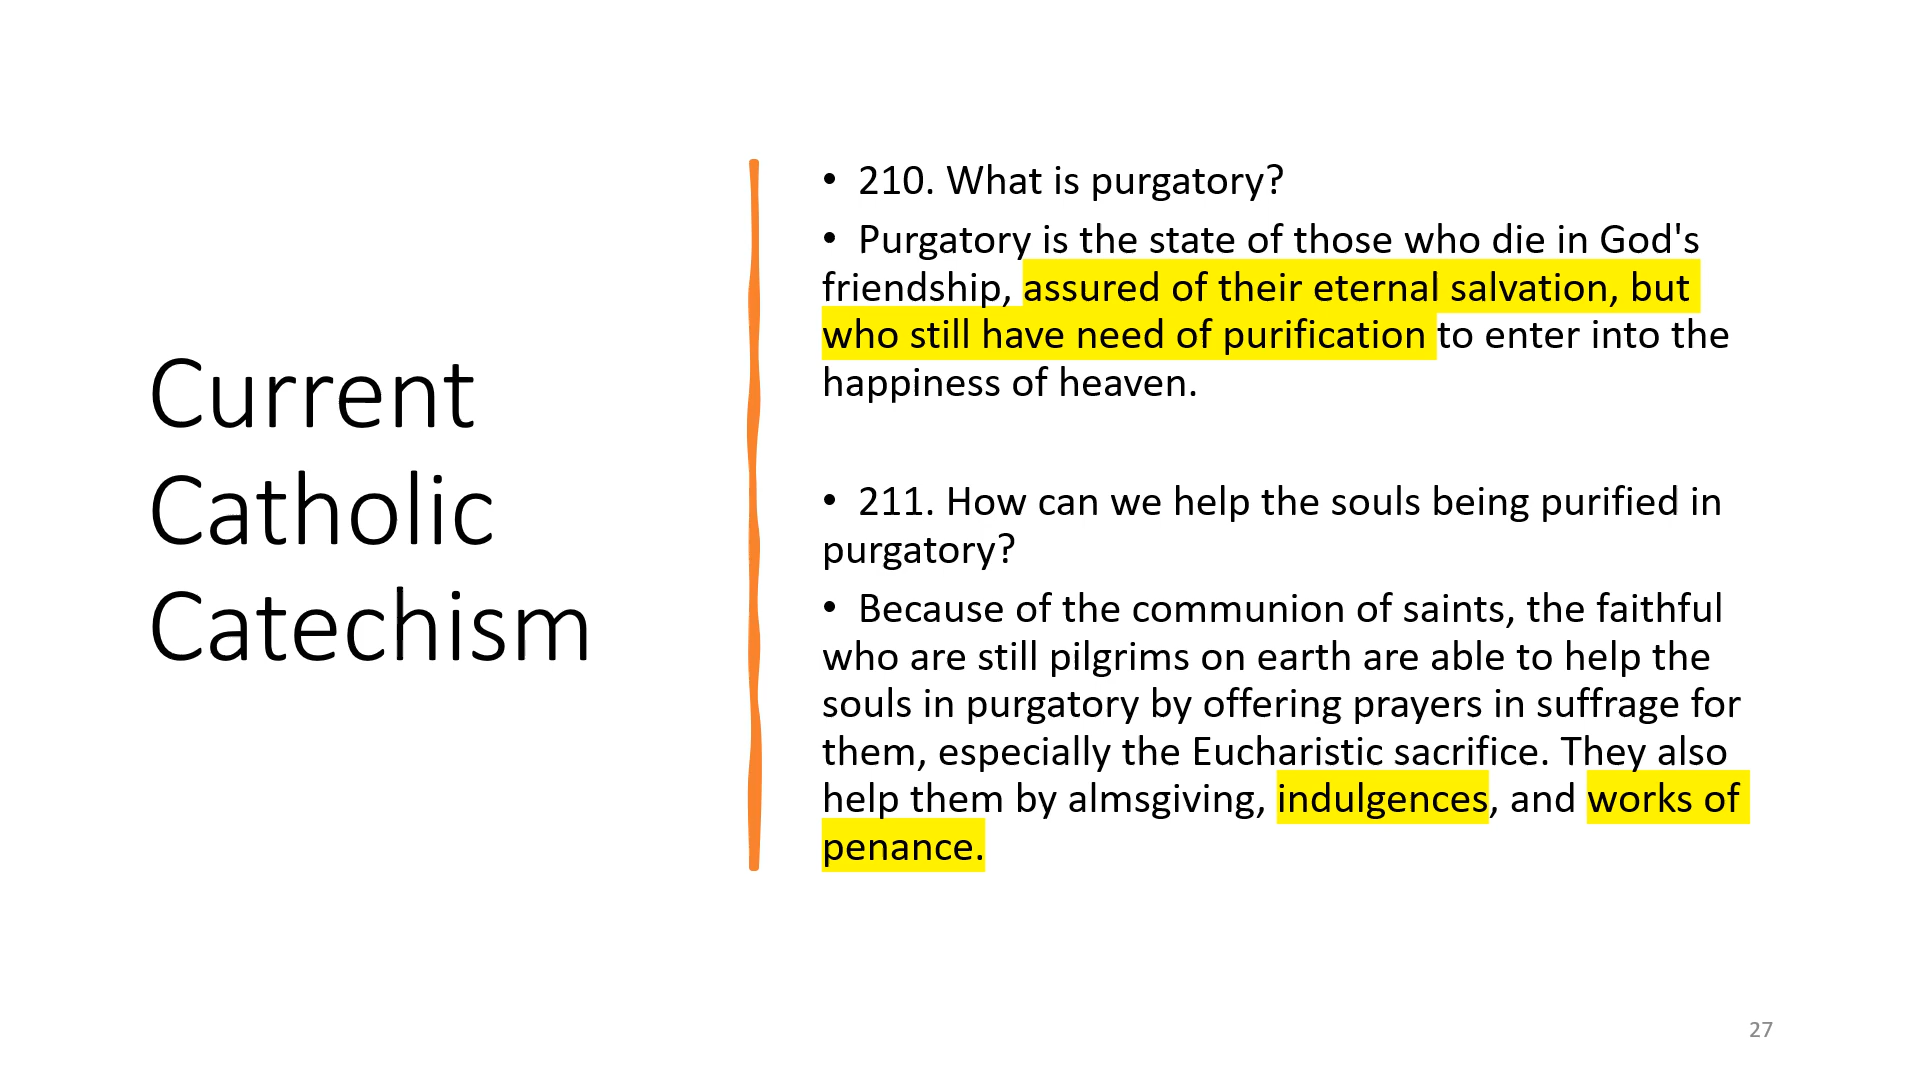 Current
Catholic
Catechism
• 210. What is purgatory?
• Purgatory is the state of those who die in God's
friendship, assured of their eternal salvation, but
who still have need of purification to enter into the
happiness of heaven.
• 211. How can we help the souls being purified in
purgatory?
• Because of the communion of saints, the faithful
who are still pilgrims on earth are able to help the
souls in purgatory by offering prayers in suffrage for
them, especially the Eucharistic sacrifice. They also
help them by almsgiving, indulgences, and works of
penance.
27